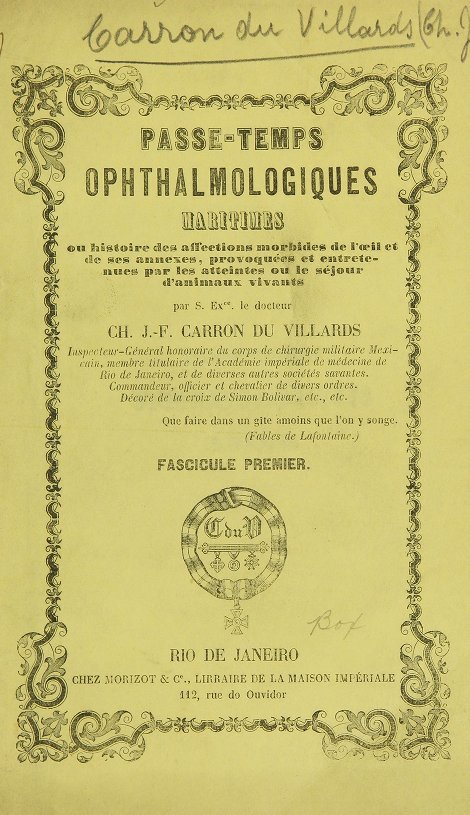 Carron du Villards (Ch. J
PASSE-TEMPS
OPHTHALMOLOGIQUES
MARITIMES
ou histoire des affections morbides de l'œil et
de ses annexes, provoquées et entrete-
nues par les atteintes ou le séjour
d'animaux vivants
par S. Exce. le docteur
CH. J.-F. CARRON DU VILLARDS
Inspecteur-Général honoraire du corps de chirurgie militaire Mexi-
cain, membre titulaire de l'Académie impériale de médecine de
Rio de Janeiro, et de diverses autres sociétés savantes.
Commandeur, officier et chevalier de divers ordres.
Décoré de la croix de Simon Bolivar, etc., etc.
Que faire dans un gîte amoins que l'on y songe.
(Fables de Lafontaine.)
FASCICULE PREMIER.
C du V
Box
RIO DE JANEIRO
CHEZ MORIZOT & Ce., LIRRAIRE DE LA MAISON IMPÉRIALE
112, rue do Ouvidor